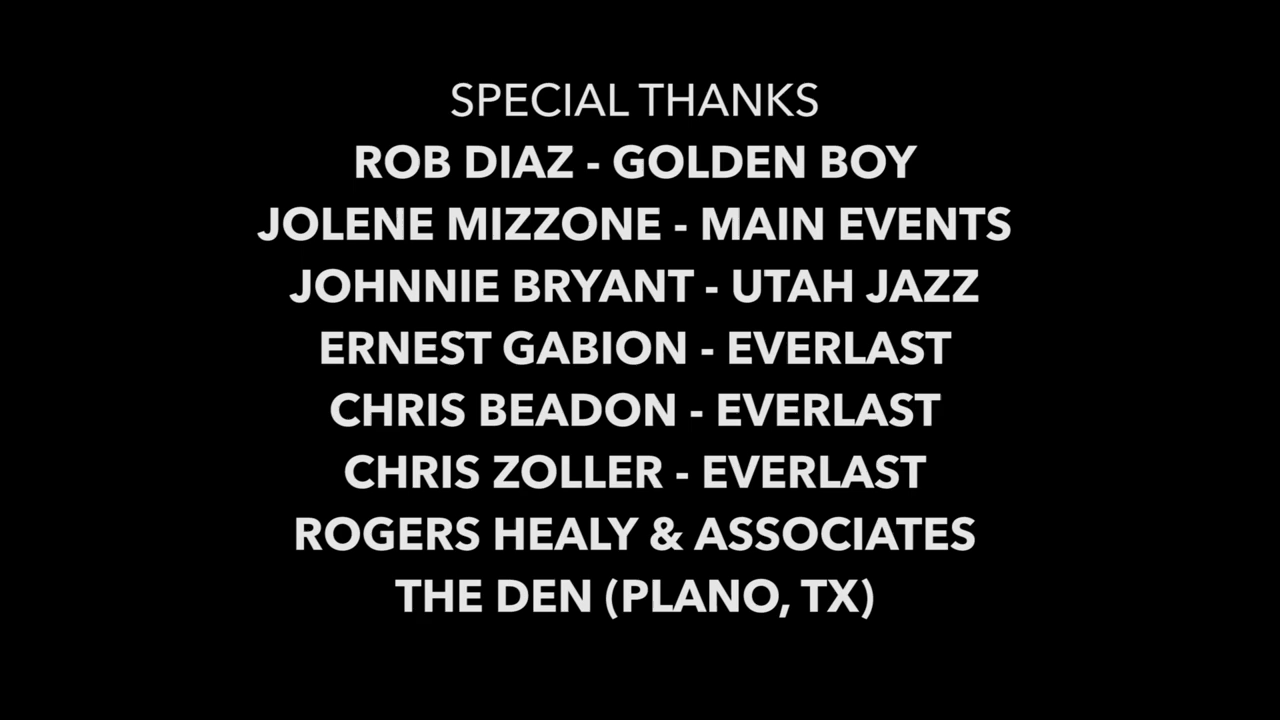 SPECIAL THANKS
ROB DIAZ - GOLDEN BOY
JOLENE MIZZONE - MAIN EVENTS
JOHNNIE BRYANT - UTAH JAZZ
ERNEST GABION - EVERLAST
CHRIS BEADON - EVERLAST
CHRIS ZOLLER - EVERLAST
ROGERS HEALY & ASSOCIATES
THE DEN (PLANO, TX)